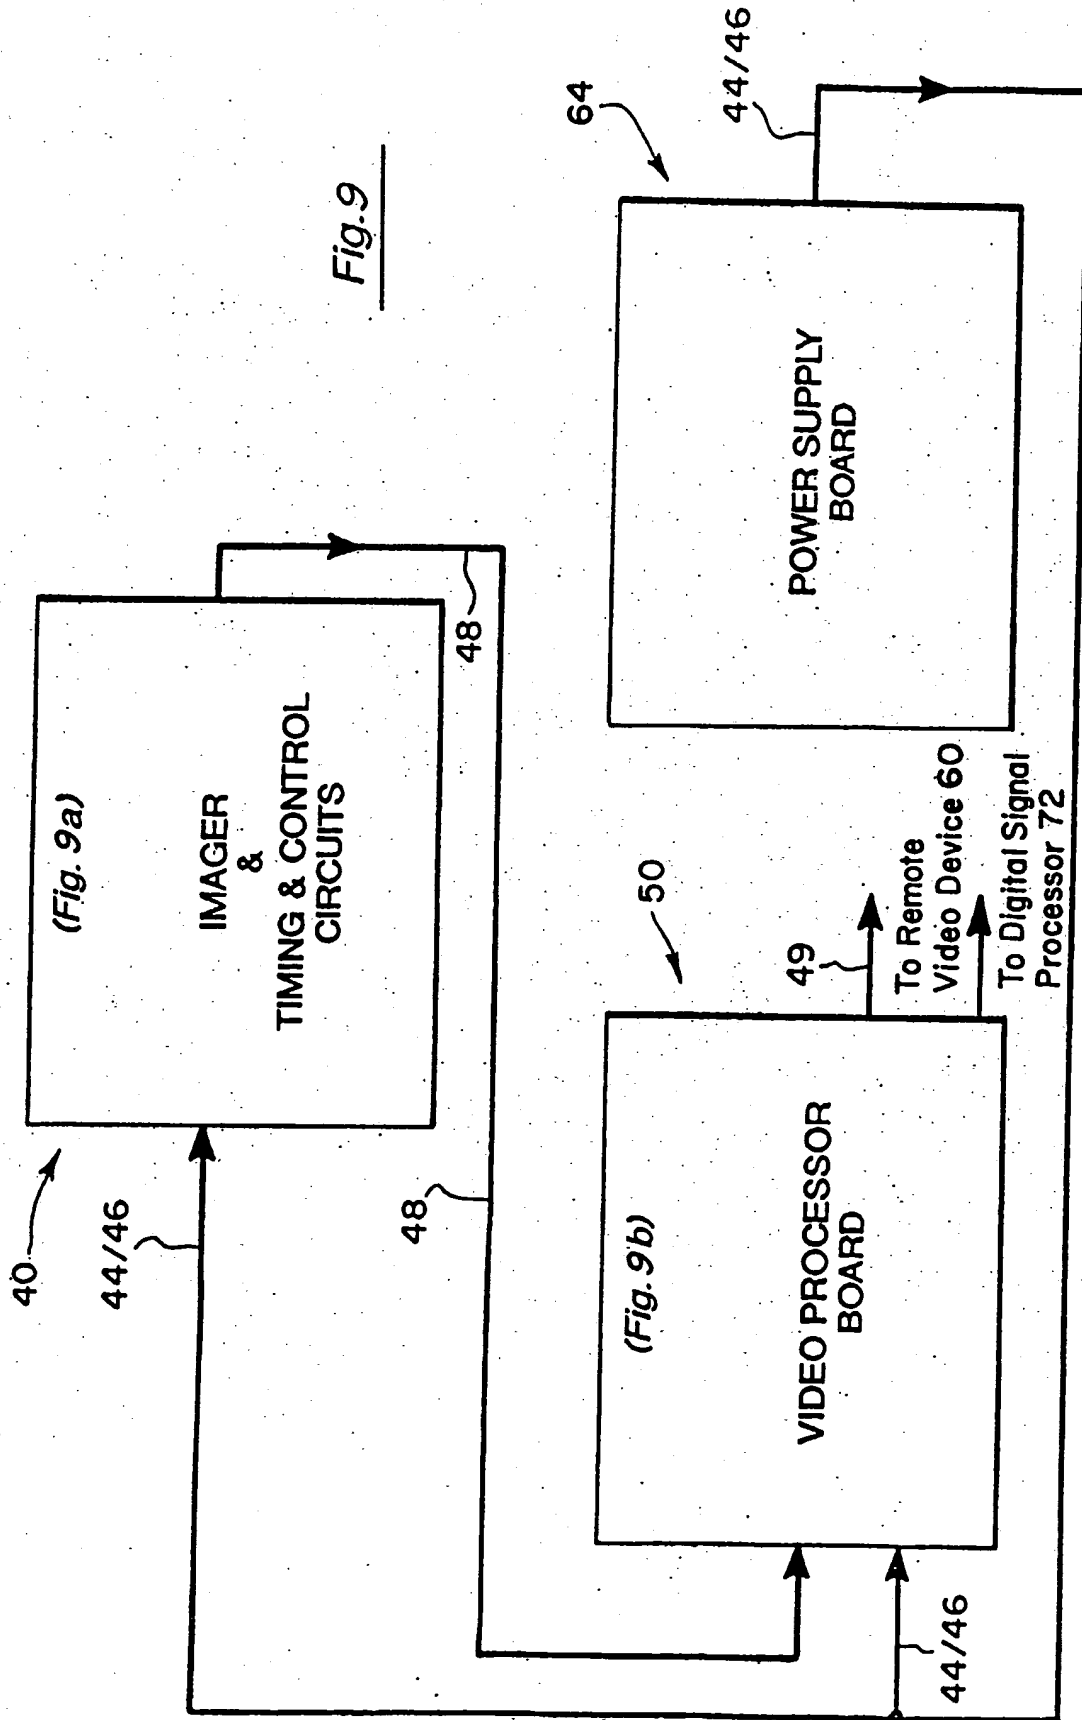 Fig. 9
40
44/46
(Fig. 9a)
IMAGER
&
TIMING & CONTROL
CIRCUITS
48
48
50
(Fig. 9b)
VIDEO PROCESSOR
BOARD
44/46
49
To Remote
Video Device 60
To Digital Signal
Processor 72
64
POWER SUPPLY
BOARD
44/46